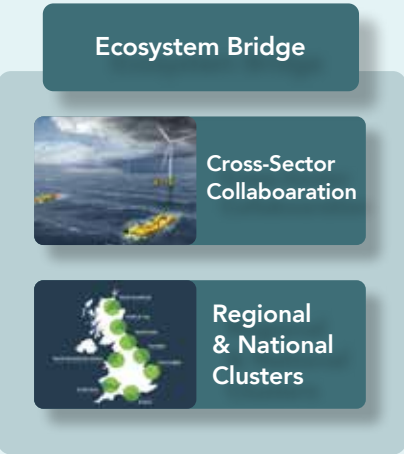 Ecosystem Bridge
Cross-Sector
Collaboaration
Regional
& National
Clusters